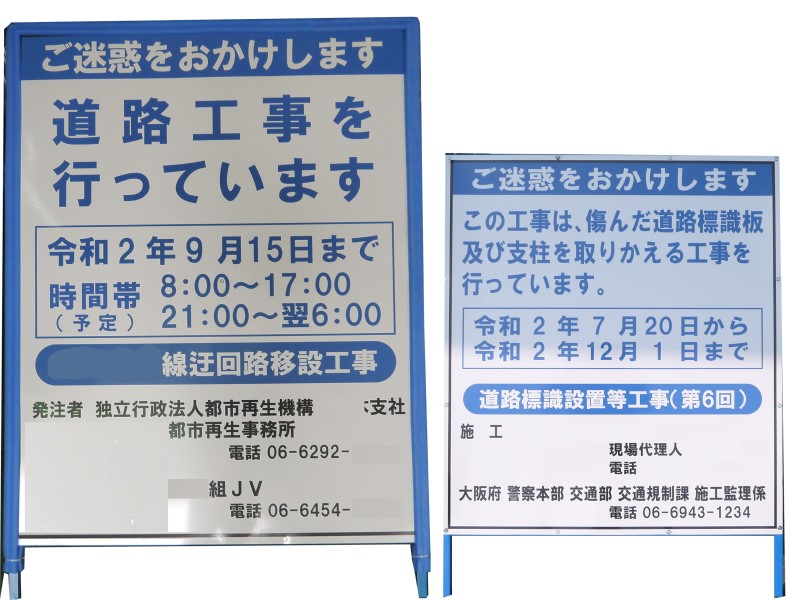 ご迷惑をおかけします
道路工事を
行っています
令和2年9月15日まで
時間帯 8:00～17:00
(予定) 21:00～翌6:00
線迂回路移設工事
発注者 独立行政法人都市再生機構 支社
都市再生事務所
電話 06-6292-
組JV
電話 06-6454-
ご迷惑をおかけします
この工事は、傷んだ道路標識板
及び支柱を取りかえる工事を
行っています。
令和 2 年 7 月20日から
令和 2 年12月 1 日まで
道路標識設置等工事(第6回)
施 工
現場代理人
電話
大阪府 警察本部 交通部 交通規制課 施工監理係
電話 06-6943-1234